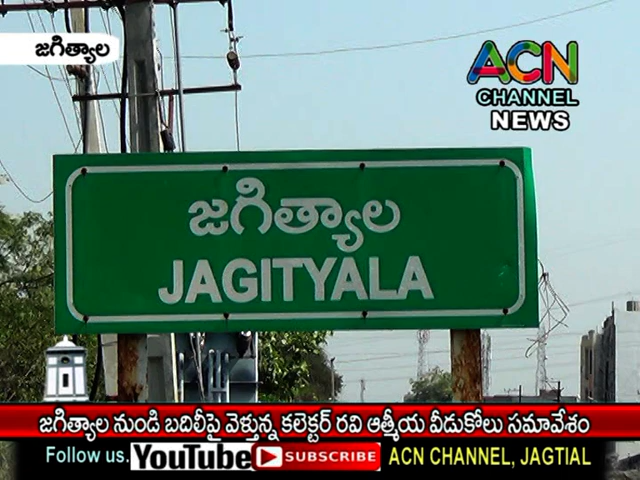 జగిత్యాల
ACN
CHANNEL
NEWS
జగిత్యాల
JAGITYALA
జగిత్యాల నుండి బదిలీపై వెళ్తున్న కలెక్టర్ రవి ఆత్మీయ వీడుకోలు సమావేశం
Follow us. YouTube SUBSCRIBE ACN CHANNEL, JAGTIAL